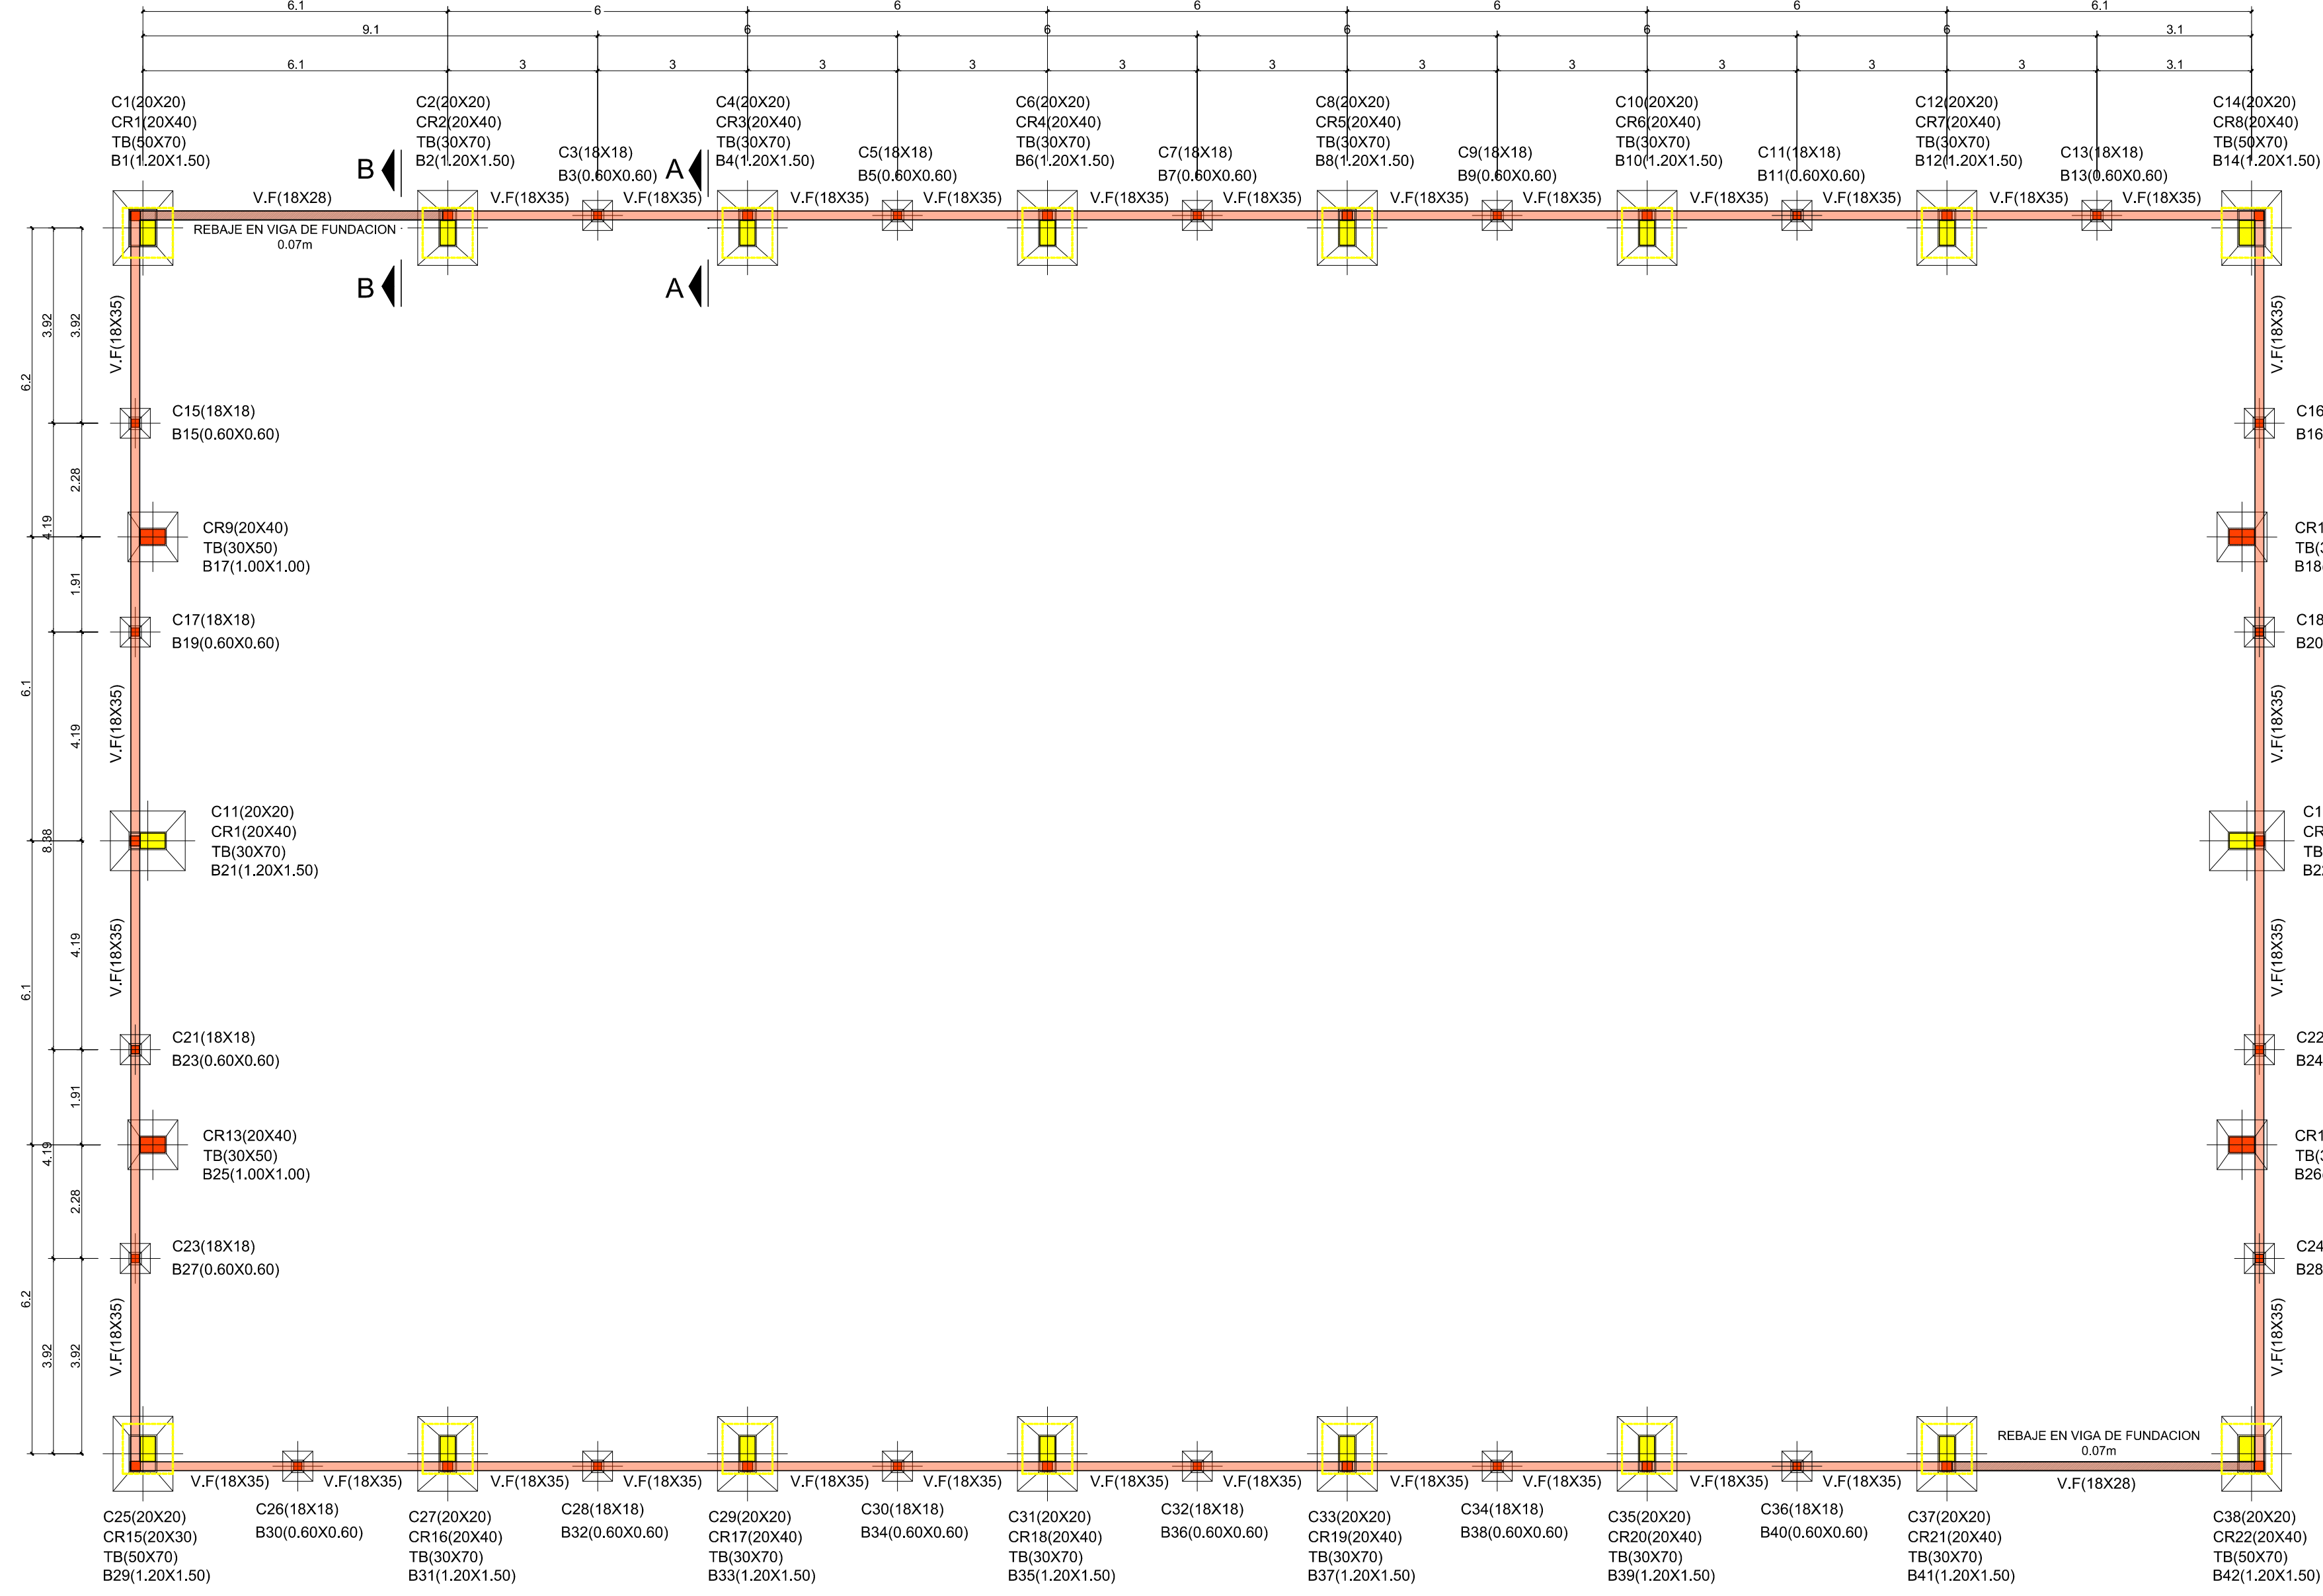 6.1
6
6
6
6
6
6.1
9.1
6
6
6
6
6
3.1
6.1
3
3
3
3
3
3
3
3
3
3
3
3.1
C1(20X20)
CR1(20X40)
TB(50X70)
B1(1.20X1.50)
C2(20X20)
CR2(20X40)
TB(30X70)
B2(1.20X1.50)
C4(20X20)
CR3(20X40)
TB(30X70)
B4(1.20X1.50)
C6(20X20)
CR4(20X40)
TB(30X70)
B6(1.20X1.50)
C8(20X20)
CR5(20X40)
TB(30X70)
B8(1.20X1.50)
C10(20X20)
CR6(20X40)
TB(30X70)
B10(1.20X1.50)
C12(20X20)
CR7(20X40)
TB(30X70)
B12(1.20X1.50)
C14(20X20)
CR8(20X40)
TB(50X70)
B14(1.20X1.50)
C3(18X18)
B3(0.60X0.60)
C5(18X18)
B5(0.60X0.60)
C7(18X18)
B7(0.60X0.60)
C9(18X18)
B9(0.60X0.60)
C11(18X18)
B11(0.60X0.60)
C13(18X18)
B13(0.60X0.60)
B
A
V.F(18X28)
V.F(18X35)
V.F(18X35)
V.F(18X35)
V.F(18X35)
V.F(18X35)
V.F(18X35)
V.F(18X35)
V.F(18X35)
V.F(18X35)
V.F(18X35)
V.F(18X35)
V.F(18X35)
REBAJE EN VIGA DE FUNDACION
0.07m
B
A
6.2
6.1
6.1
6.2
3.92
4.19
8.38
4.19
3.92
3.92
2.28
1.91
4.19
4.19
1.91
2.28
3.92
V.F(18X35)
V.F(18X35)
V.F(18X35)
V.F(18X35)
C15(18X18)
B15(0.60X0.60)
CR9(20X40)
TB(30X50)
B17(1.00X1.00)
C17(18X18)
B19(0.60X0.60)
C11(20X20)
CR1(20X40)
TB(30X70)
B21(1.20X1.50)
C21(18X18)
B23(0.60X0.60)
CR13(20X40)
TB(30X50)
B25(1.00X1.00)
C23(18X18)
B27(0.60X0.60)
V.F(18X35)
V.F(18X35)
V.F(18X35)
V.F(18X35)
C16
B16
CR1
TB(3
B18
C18
B20
C1
CR
TB
B22
C22
B24
CR1
TB(3
B26
C24
B28
REBAJE EN VIGA DE FUNDACION
0.07m
V.F(18X35)
V.F(18X35)
V.F(18X35)
V.F(18X35)
V.F(18X35)
V.F(18X35)
V.F(18X35)
V.F(18X35)
V.F(18X35)
V.F(18X35)
V.F(18X35)
V.F(18X35)
V.F(18X28)
C26(18X18)
B30(0.60X0.60)
C28(18X18)
B32(0.60X0.60)
C30(18X18)
B34(0.60X0.60)
C32(18X18)
B36(0.60X0.60)
C34(18X18)
B38(0.60X0.60)
C36(18X18)
B40(0.60X0.60)
C25(20X20)
CR15(20X30)
TB(50X70)
B29(1.20X1.50)
C27(20X20)
CR16(20X40)
TB(30X70)
B31(1.20X1.50)
C29(20X20)
CR17(20X40)
TB(30X70)
B33(1.20X1.50)
C31(20X20)
CR18(20X40)
TB(30X70)
B35(1.20X1.50)
C33(20X20)
CR19(20X40)
TB(30X70)
B37(1.20X1.50)
C35(20X20)
CR20(20X40)
TB(30X70)
B39(1.20X1.50)
C37(20X20)
CR21(20X40)
TB(30X70)
B41(1.20X1.50)
C38(20X20)
CR22(20X40)
TB(50X70)
B42(1.20X1.50)